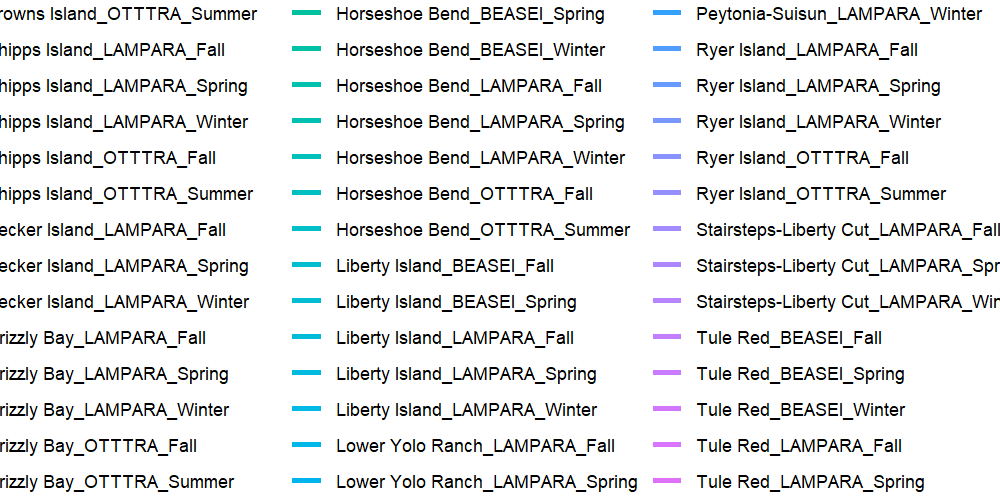 rowns Island_OTTTRA_Summer
hipps Island_LAMPARA_Fall
hipps Island_LAMPARA_Spring
hipps Island_LAMPARA_Winter
hipps Island_OTTTRA_Fall
hipps Island_OTTTRA_Summer
ecker Island_LAMPARA_Fall
ecker Island_LAMPARA_Spring
ecker Island_LAMPARA_Winter
rizzly Bay_LAMPARA_Fall
rizzly Bay_LAMPARA_Spring
rizzly Bay_LAMPARA_Winter
rizzly Bay_OTTTRA_Fall
rizzly Bay_OTTTRA_Summer
Horseshoe Bend_BEASEI_Spring
Horseshoe Bend_BEASEI_Winter
Horseshoe Bend_LAMPARA_Fall
Horseshoe Bend_LAMPARA_Spring
Horseshoe Bend_LAMPARA_Winter
Horseshoe Bend_OTTTRA_Fall
Horseshoe Bend_OTTTRA_Summer
Liberty Island_BEASEI_Fall
Liberty Island_BEASEI_Spring
Liberty Island_LAMPARA_Fall
Liberty Island_LAMPARA_Spring
Liberty Island_LAMPARA_Winter
Lower Yolo Ranch_LAMPARA_Fall
Lower Yolo Ranch_LAMPARA_Spring
Peytonia-Suisun_LAMPARA_Winter
Ryer Island_LAMPARA_Fall
Ryer Island_LAMPARA_Spring
Ryer Island_LAMPARA_Winter
Ryer Island_OTTTRA_Fall
Ryer Island_OTTTRA_Summer
Stairsteps-Liberty Cut_LAMPARA_Fall
Stairsteps-Liberty Cut_LAMPARA_Spr
Stairsteps-Liberty Cut_LAMPARA_Win
Tule Red_BEASEI_Fall
Tule Red_BEASEI_Spring
Tule Red_BEASEI_Winter
Tule Red_LAMPARA_Fall
Tule Red_LAMPARA_Spring